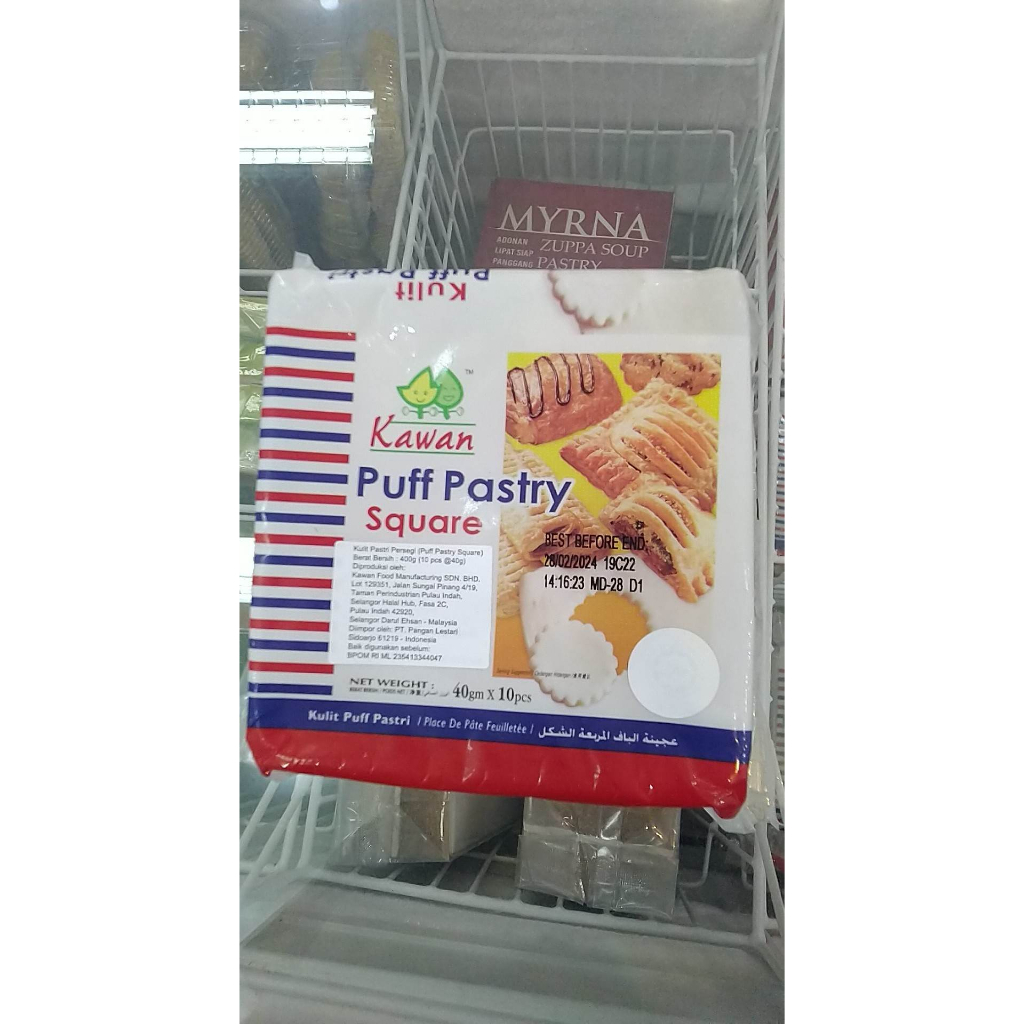 MYRNA
ADONAN
LIPAT SIAP
PANGGANG
ZUPPA SOUP
PASTRY
Kulit
Puff Pastri
TM
Kawan
Puff Pastry
Square
BEST BEFORE END
28/02/2024 19C22
14:16:23 MD-28 D1
Kulit Pastri Persegi (Puff Pastry Square)
Berat Bersih : 400g (10 pcs @40g)
Diproduksi oleh:
Kawan Food Manufacturing SDN. BHD.
Lot 129351, Jalan Sungai Pinang 4/19,
Taman Perindustrian Pulau Indah,
Selangor Halal Hub, Fasa 2C,
Pulau Indah 42920,
Selangor Darul Ehsan - Malaysia
Diimpor oleh: PT. Pangan Lestari
Sidoarjo 61219 - Indonesia
Baik digunakan sebelum:
BPOM RI ML 235413344047
NET WEIGHT :
40gm X 10pcs
Kulit Puff Pastri / Place De Pâte Feuilletée / عجينة الباف المربعة الشكل